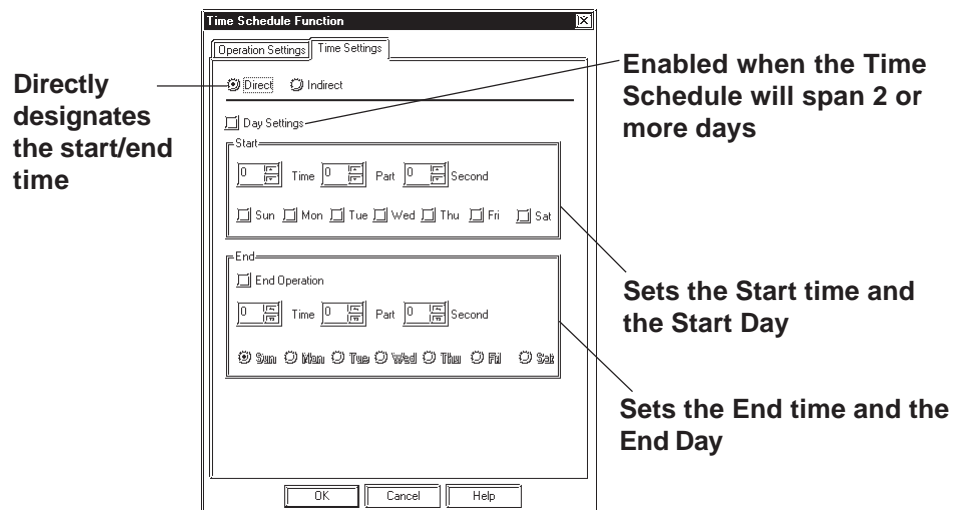 Time Schedule Function
Operation Settings Time Settings
Direct Indirect
Day Settings
Start
0 Time 0 Part 0 Second
Sun Mon Tue Wed Thu Fri Sat
End
End Operation
0 Time 0 Part 0 Second
Sun Mon Tue Wed Thu Fri Sat
OK Cancel Help
Directly
designates
the start/end
time
Enabled when the Time
Schedule will span 2 or
more days
Sets the Start time and
the Start Day
Sets the End time and the
End Day